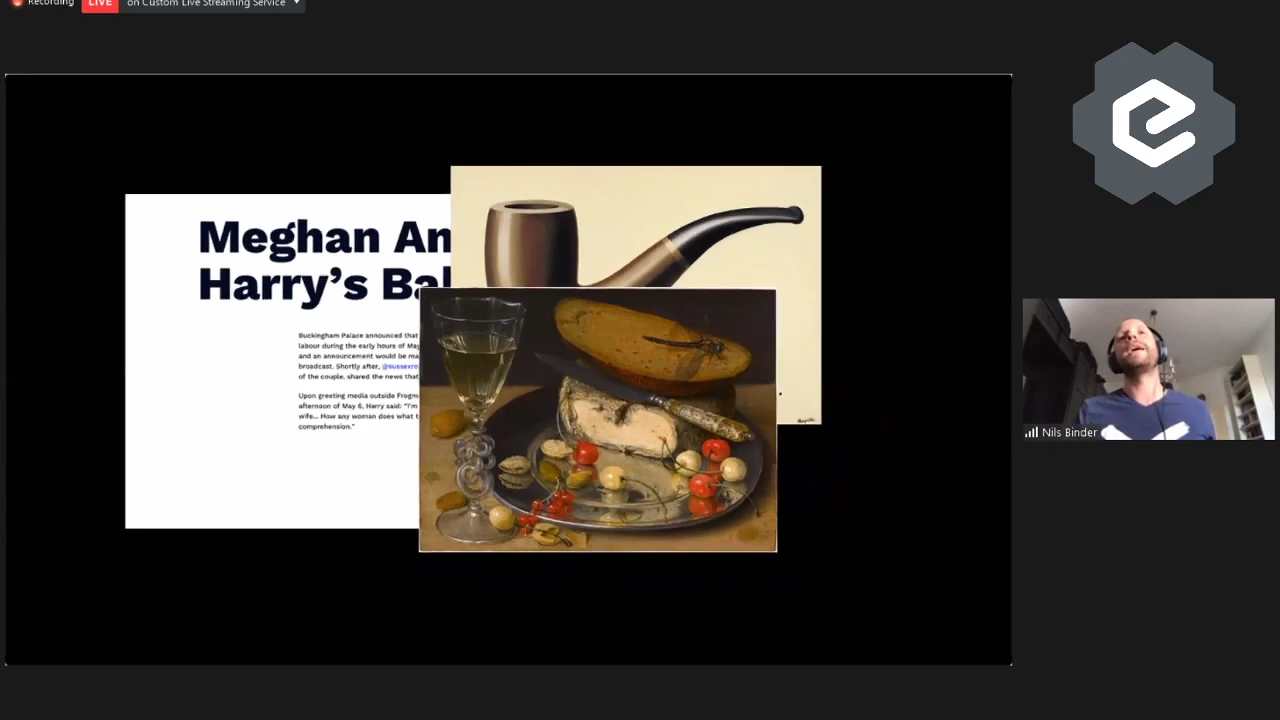 Recording
LIVE
on Custom Live Streaming Service
Meghan An
Harry's Bal
Buckingham Palace announced that
labour during the early hours of May
and an announcement would be ma
broadcast. Shortly after, @sussexro
of the couple, shared the news that
Upon greeting media outside Frogm
afternoon of May 6, Harry said: "I'm
wife... How any woman does what t
comprehension."
Magritte
Nils Binder